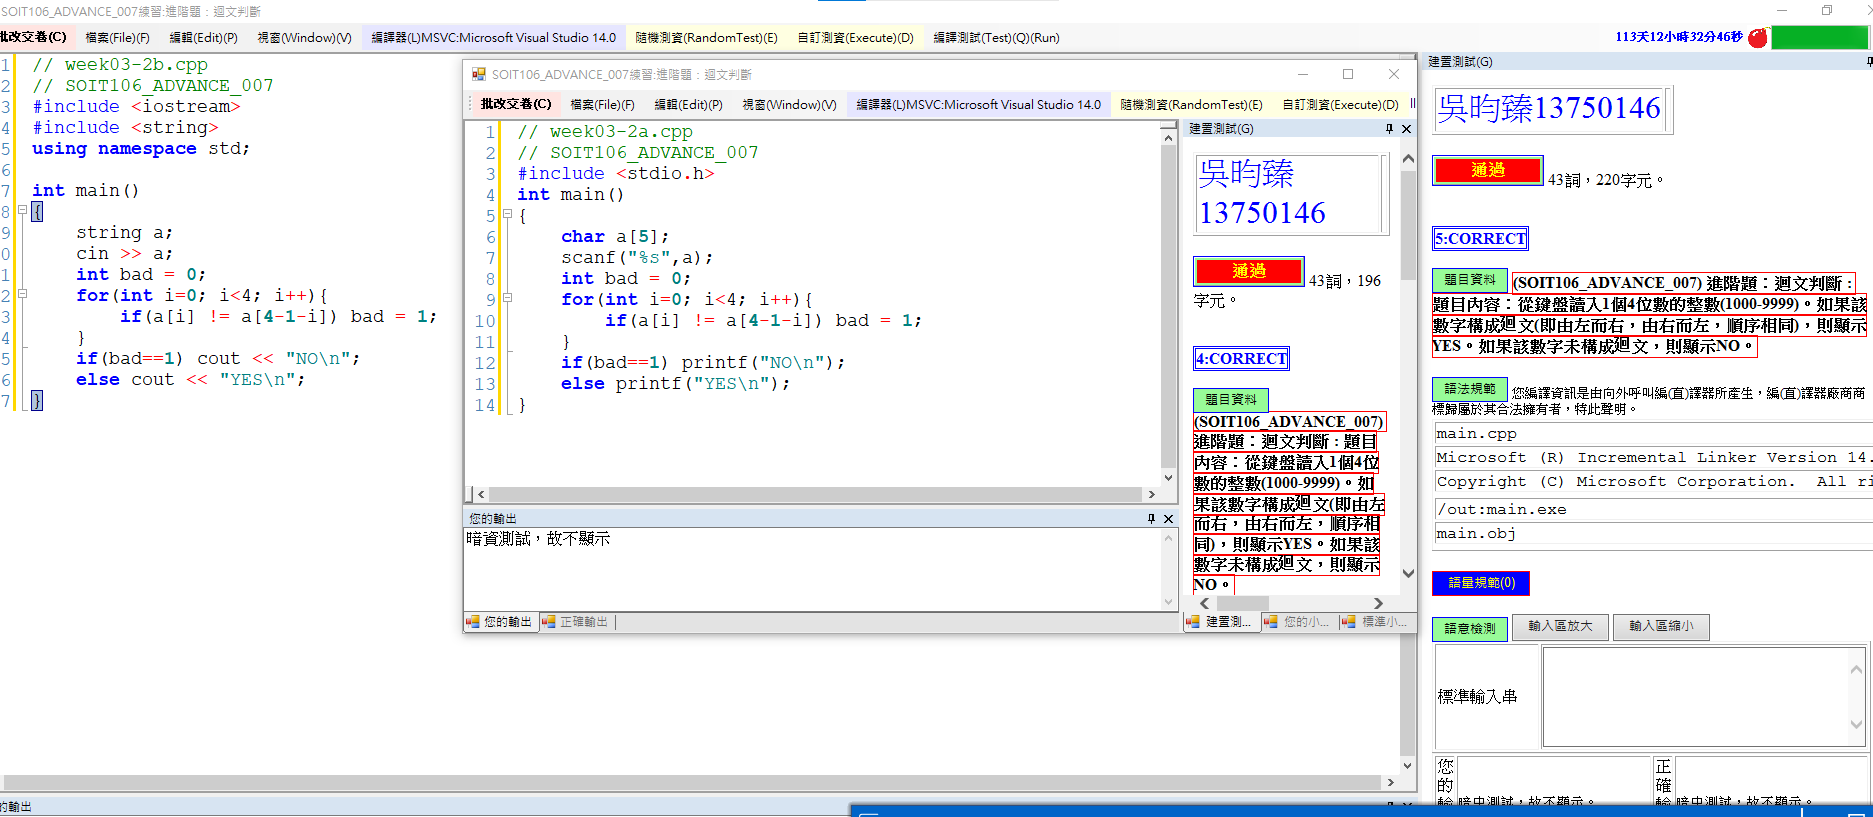 SOIT106_ADVANCE_007練習:進階題：迴文判斷
批改交卷(C) 檔案(File)(F) 編輯(Edit)(P) 視窗(Window)(V) 編譯器(L)MSVC:Microsoft Visual Studio 14.0 隨機測資(RandomTest)(E) 自訂測資(Execute)(D) 編譯測試(Test)(Q)(Run) 113天12小時32分46秒
1 // week03-2b.cpp
2 // SOIT106_ADVANCE_007
3 #include <iostream>
4 #include <string>
5 using namespace std;
6
7 int main()
8 {
9 string a;
0 cin >> a;
1 int bad = 0;
2 for(int i=0; i<4; i++){
3 if(a[i] != a[4-1-i]) bad = 1;
4 }
5 if(bad==1) cout << "NO\n";
6 else cout << "YES\n";
7 }
SOIT106_ADVANCE_007練習:進階題：迴文判斷
批改交卷(C) 檔案(File)(F) 編輯(Edit)(P) 視窗(Window)(V) 編譯器(L)MSVC:Microsoft Visual Studio 14.0 隨機測資(RandomTest)(E) 自訂測資(Execute)(D)
1 // week03-2a.cpp
2 // SOIT106_ADVANCE_007
3 #include <stdio.h>
4 int main()
5 {
6 char a[5];
7 scanf("%s",a);
8 int bad = 0;
9 for(int i=0; i<4; i++){
10 if(a[i] != a[4-1-i]) bad = 1;
11 }
12 if(bad==1) printf("NO\n");
13 else printf("YES\n");
14 }
您的輸出
暗資測試，故不顯示
您的輸出 正確輸出
建置測試(G)
吳昀臻
13750146
通過 43詞，196
字元。
4:CORRECT
題目資料
(SOIT106_ADVANCE_007)
進階題：迴文判斷：題目
內容：從鍵盤讀入1個4位
數的整數(1000-9999)。如
果該數字構成廻文(即由左
而右，由右而左，順序相
同)，則顯示YES。如果該
數字未構成廻文，則顯示
NO。
建置測... 您的小... 標準小...
建置測試(G)
吳昀臻13750146
通過 43詞，220字元。
5:CORRECT
題目資料 (SOIT106_ADVANCE_007) 進階題：迴文判斷：
題目內容：從鍵盤讀入1個4位數的整數(1000-9999)。如果該
數字構成廻文(即由左而右，由右而左，順序相同)，則顯示
YES。如果該數字未構成廻文，則顯示NO。
語法規範 您編譯資訊是由向外呼叫編(直)譯器所產生，編(直)譯器廠商商
標歸屬於其合法擁有者，特此聲明。
main.cpp
Microsoft (R) Incremental Linker Version 14.
Copyright (C) Microsoft Corporation. All ri
/out:main.exe
main.obj
語量規範(0)
語意檢測 輸入區放大 輸入區縮小
標準輸入串
您的輸 暗中測試，故不顯示。 正確輸 暗中測試，故不顯示。
的輸出